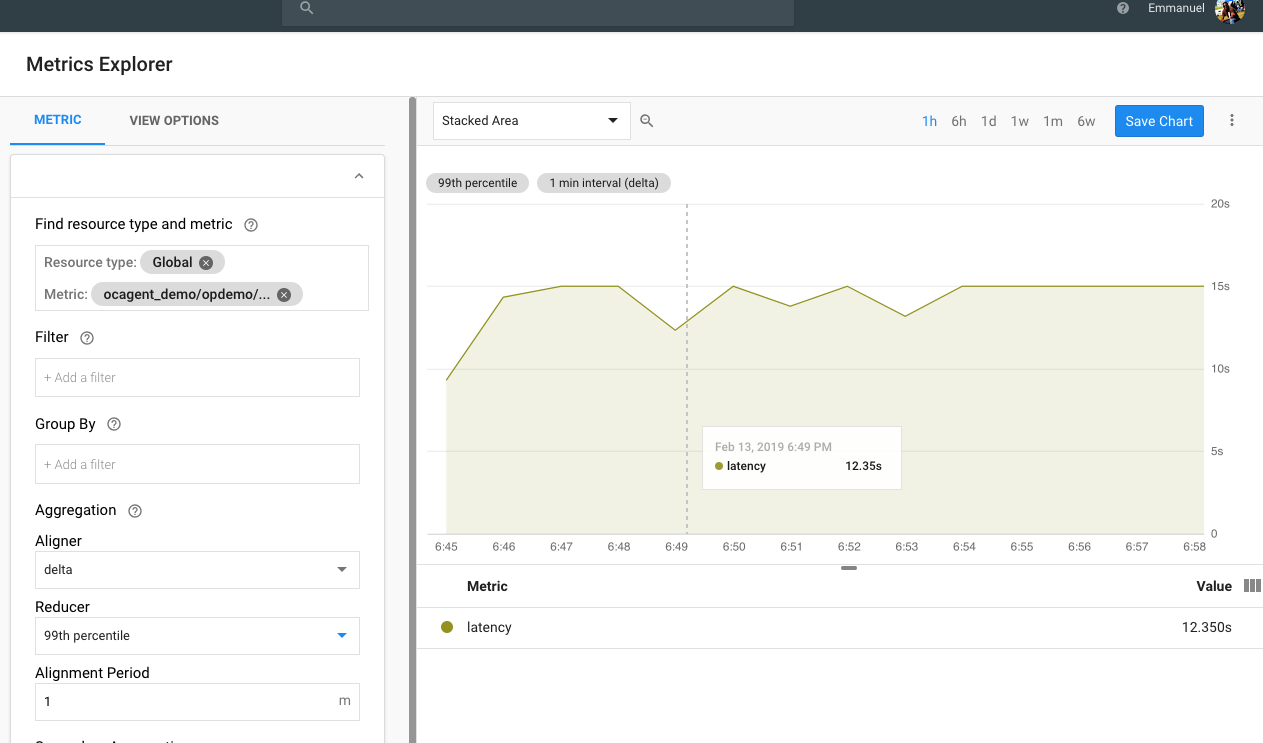 Emmanuel
Metrics Explorer
METRIC VIEW OPTIONS
Find resource type and metric
Resource type: Global
Metric: ocagent_demo/opdemo/...
Filter
+ Add a filter
Group By
+ Add a filter
Aggregation
Aligner
delta
Reducer
99th percentile
Alignment Period
1 m
Stacked Area
1h 6h 1d 1w 1m 6w Save Chart
99th percentile 1 min interval (delta)
20s
15s
10s
5s
0
Feb 13, 2019 6:49 PM
latency 12.35s
6:45 6:46 6:47 6:48 6:49 6:50 6:51 6:52 6:53 6:54 6:55 6:56 6:57 6:58
Metric Value
latency 12.350s